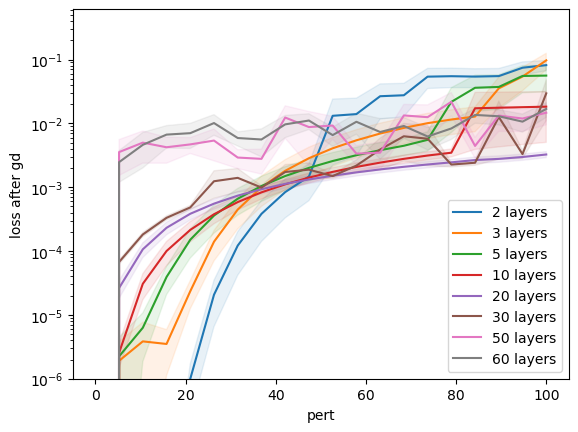 loss after gd
10⁻¹
10⁻²
10⁻³
10⁻⁴
10⁻⁵
10⁻⁶
2 layers
3 layers
5 layers
10 layers
20 layers
30 layers
50 layers
60 layers
0 20 40 60 80 100
pert